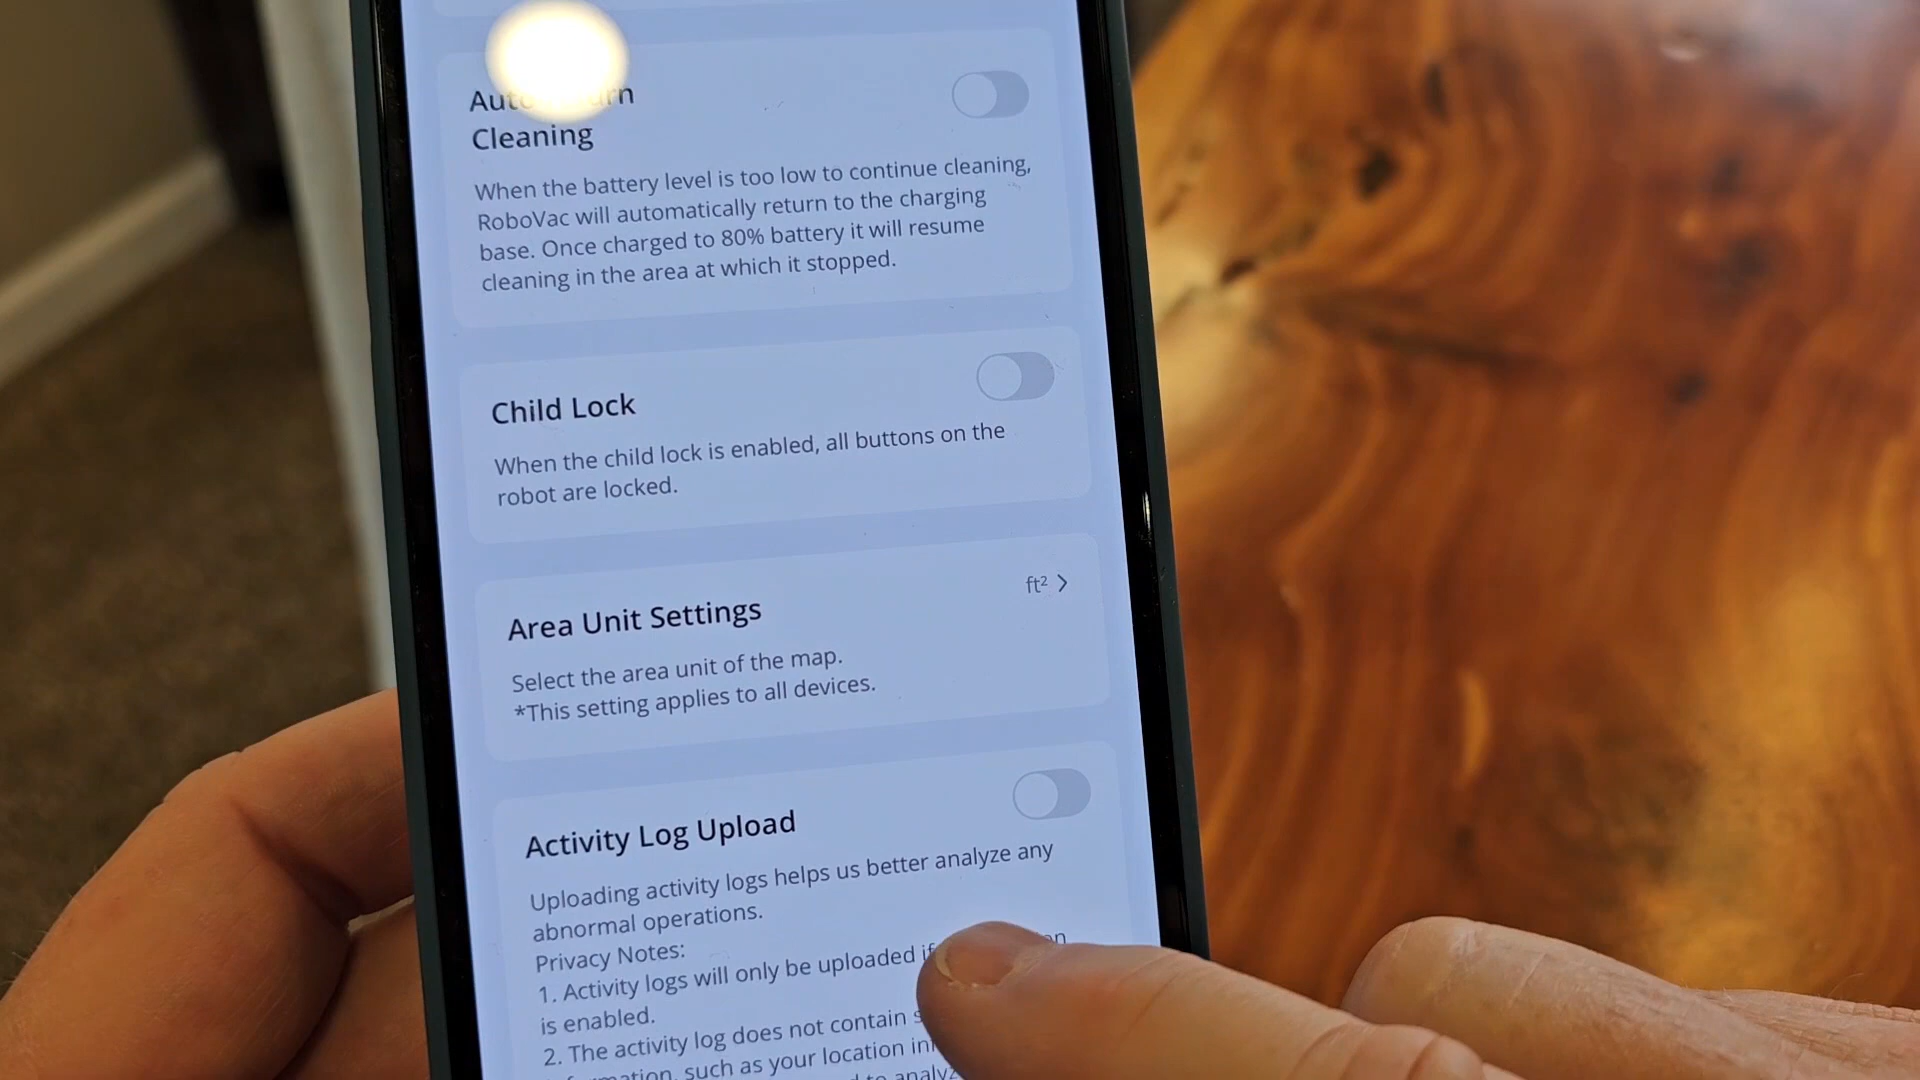 Cleaning
When the battery level is too low to continue cleaning,
RoboVac will automatically return to the charging
base. Once charged to 80% battery it will resume
cleaning in the area at which it stopped.
Child Lock
When the child lock is enabled, all buttons on the
robot are locked.
ft²
Area Unit Settings
Select the area unit of the map.
*This setting applies to all devices.
Activity Log Upload
Uploading activity logs helps us better analyze any
abnormal operations.
Privacy Notes:
1. Activity logs will only be uploaded
is enabled.
2. The activity log does not contain
such as your location
to